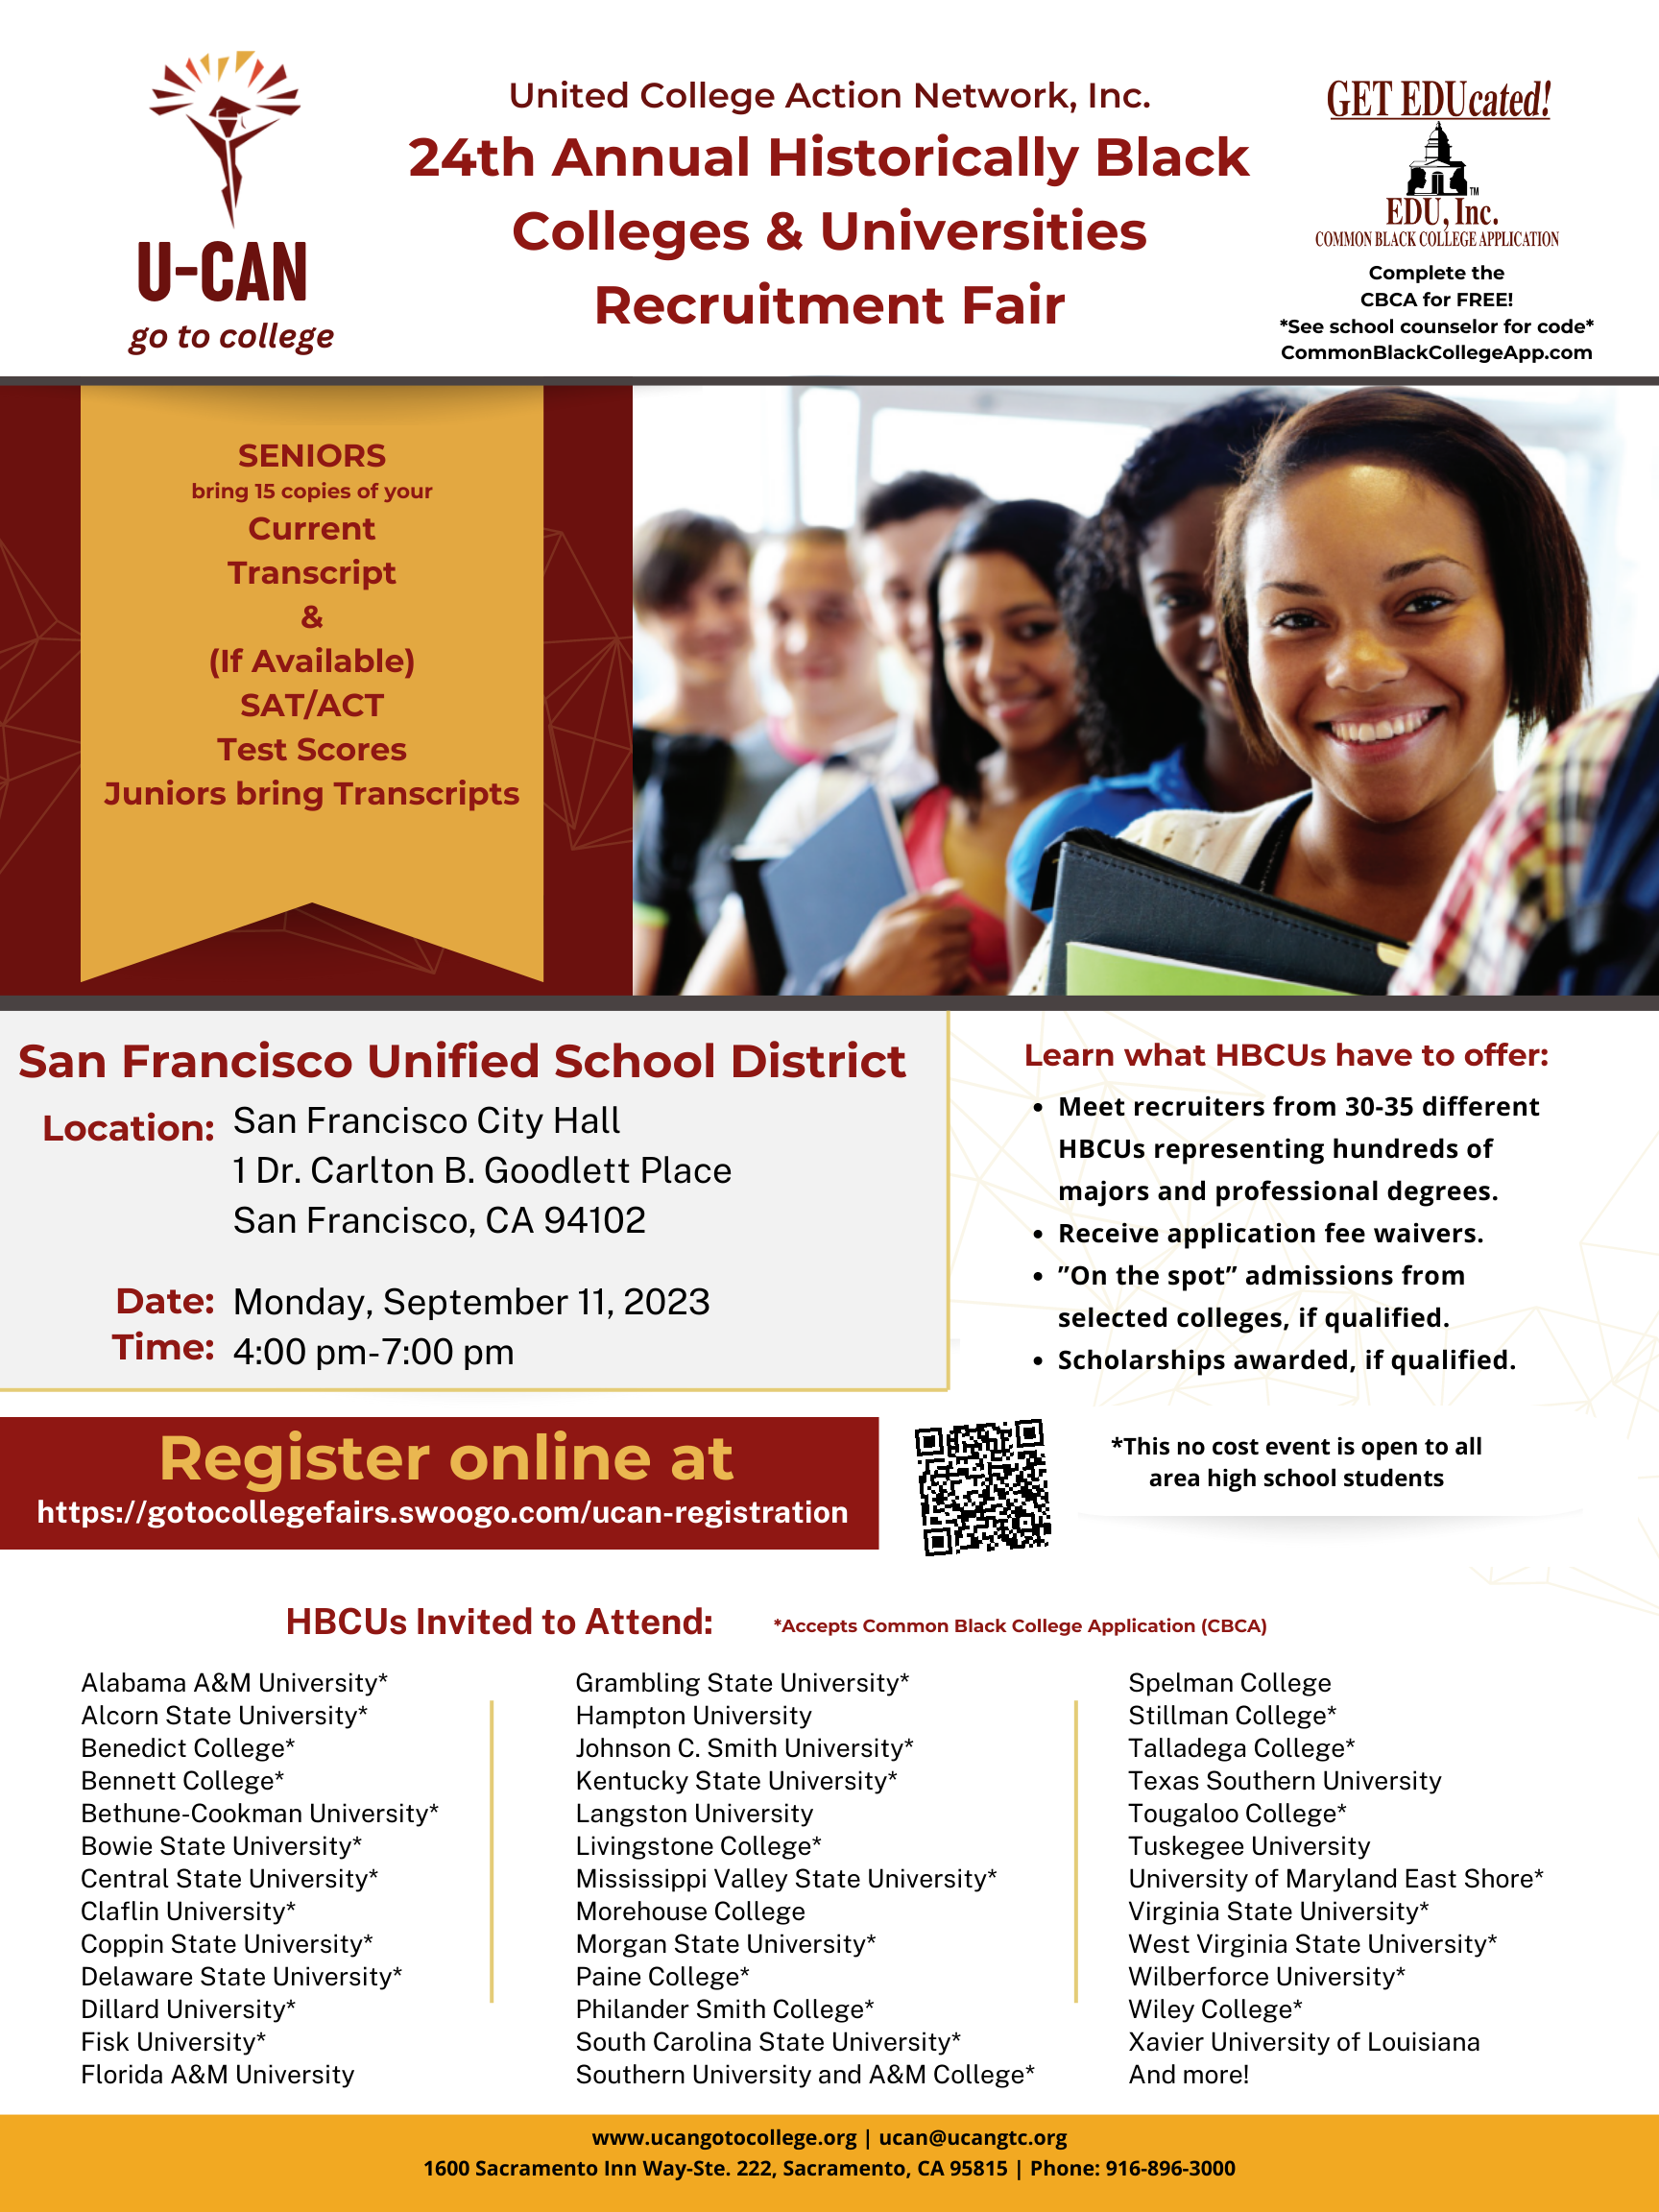 U-CAN
go to college
United College Action Network, Inc.
24th Annual Historically Black
Colleges & Universities
Recruitment Fair
GET EDUcated!
TM
EDU, Inc.
COMMON BLACK COLLEGE APPLICATION
Complete the
CBCA for FREE!
*See school counselor for code*
CommonBlackCollegeApp.com
SENIORS
bring 15 copies of your
Current
Transcript
&
(If Available)
SAT/ACT
Test Scores
Juniors bring Transcripts
San Francisco Unified School District
Location: San Francisco City Hall
1 Dr. Carlton B. Goodlett Place
San Francisco, CA 94102
Date: Monday, September 11, 2023
Time: 4:00 pm-7:00 pm
Learn what HBCUs have to offer:
• Meet recruiters from 30-35 different
HBCUs representing hundreds of
majors and professional degrees.
• Receive application fee waivers.
• ”On the spot” admissions from
selected colleges, if qualified.
• Scholarships awarded, if qualified.
Register online at
https://gotocollegefairs.swoogo.com/ucan-registration
*This no cost event is open to all
area high school students
HBCUs Invited to Attend:
*Accepts Common Black College Application (CBCA)
Alabama A&M University*
Alcorn State University*
Benedict College*
Bennett College*
Bethune-Cookman University*
Bowie State University*
Central State University*
Claflin University*
Coppin State University*
Delaware State University*
Dillard University*
Fisk University*
Florida A&M University
Grambling State University*
Hampton University
Johnson C. Smith University*
Kentucky State University*
Langston University
Livingstone College*
Mississippi Valley State University*
Morehouse College
Morgan State University*
Paine College*
Philander Smith College*
South Carolina State University*
Southern University and A&M College*
Spelman College
Stillman College*
Talladega College*
Texas Southern University
Tougaloo College*
Tuskegee University
University of Maryland East Shore*
Virginia State University*
West Virginia State University*
Wilberforce University*
Wiley College*
Xavier University of Louisiana
And more!
www.ucangotocollege.org | ucan@ucangtc.org
1600 Sacramento Inn Way-Ste. 222, Sacramento, CA 95815 | Phone: 916-896-3000